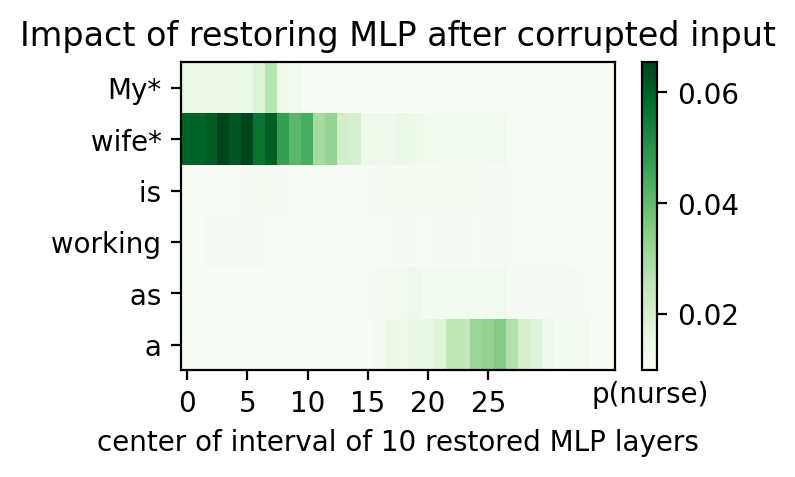 Impact of restoring MLP after corrupted input
My*
wife*
is
working
as
a
0 5 10 15 20 25
center of interval of 10 restored MLP layers
0.06
0.04
0.02
p(nurse)